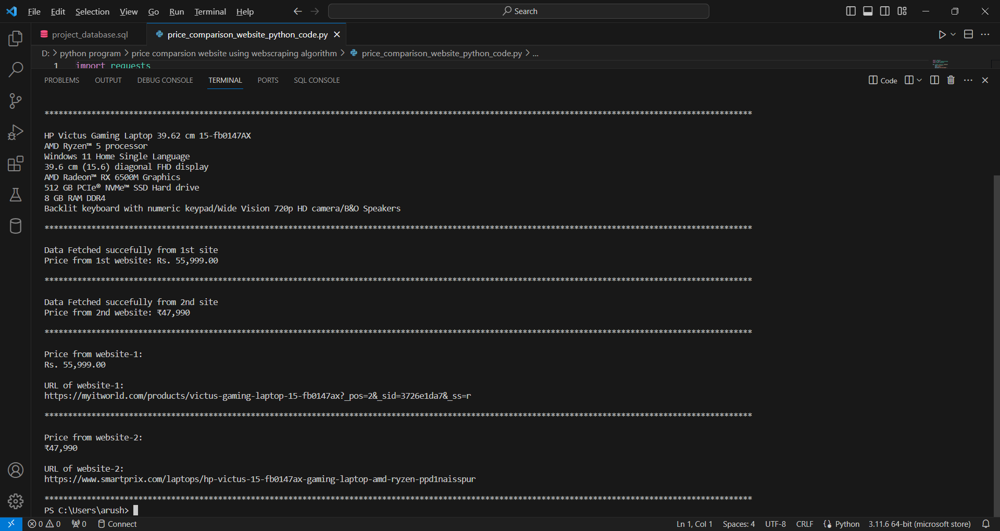 File Edit Selection View Go Run Terminal Help Search
project_database.sql price_comparison_website_python_code.py
D: > python program > price comparsion website using webscraping algorithm > price_comparison_website_python_code.py > ...
1 import requests
PROBLEMS OUTPUT DEBUG CONSOLE TERMINAL PORTS SQL CONSOLE Code
*******************************************************************************************************************************************************
HP Victus Gaming Laptop 39.62 cm 15-fb0147AX
AMD Ryzen™ 5 processor
Windows 11 Home Single Language
39.6 cm (15.6) diagonal FHD display
AMD Radeon™ RX 6500M Graphics
512 GB PCIe® NVMe™ SSD Hard drive
8 GB RAM DDR4
Backlit keyboard with numeric keypad/Wide Vision 720p HD camera/B&O Speakers
*******************************************************************************************************************************************************
Data Fetched succefully from 1st site
Price from 1st website: Rs. 55,999.00
*******************************************************************************************************************************************************
Data Fetched succefully from 2nd site
Price from 2nd website: ₹47,990
*******************************************************************************************************************************************************
Price from website-1:
Rs. 55,999.00
URL of website-1:
https://myitworld.com/products/victus-gaming-laptop-15-fb0147ax?_pos=2&_sid=3726e1da7&_ss=r
*******************************************************************************************************************************************************
Price from website-2:
₹47,990
URL of website-2:
https://www.smartprix.com/laptops/hp-victus-15-fb0147ax-gaming-laptop-amd-ryzen-ppd1naisspur
*******************************************************************************************************************************************************
PS C:\Users\arush>
0 0 0 Connect Ln 1, Col 1 Spaces: 4 UTF-8 CRLF Python 3.11.6 64-bit (microsoft store)